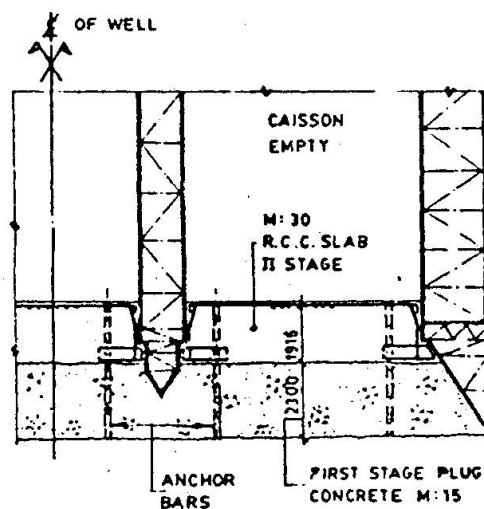 ℄ OF WELL
CAISSON
EMPTY
M:30
R.C.C. SLAB
II STAGE
2300 1916
ANCHOR
BARS
FIRST STAGE PLUG
CONCRETE M:15